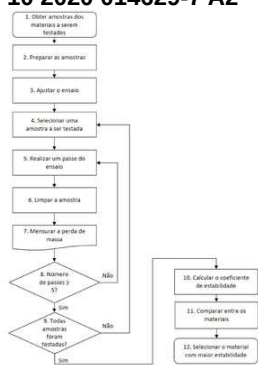 1. Obter amostras dos
materiais a serem
testados
2. Preparar as amostras
3. Ajustar o ensaio
4. Selecionar uma
amostra a ser testada
5. Realizar um passe do
ensaio
6. Limpar a amostra
7. Mensurar a perda de
massa
8. Número
de passes ≥
5?
Não
Sim
9. Todas
amostras
foram
testadas?
Não
Sim
10. Calcular o coeficiente
de estabilidade
11. Comparar entre os
materiais
12. Selecionar o material
com maior estabilidade